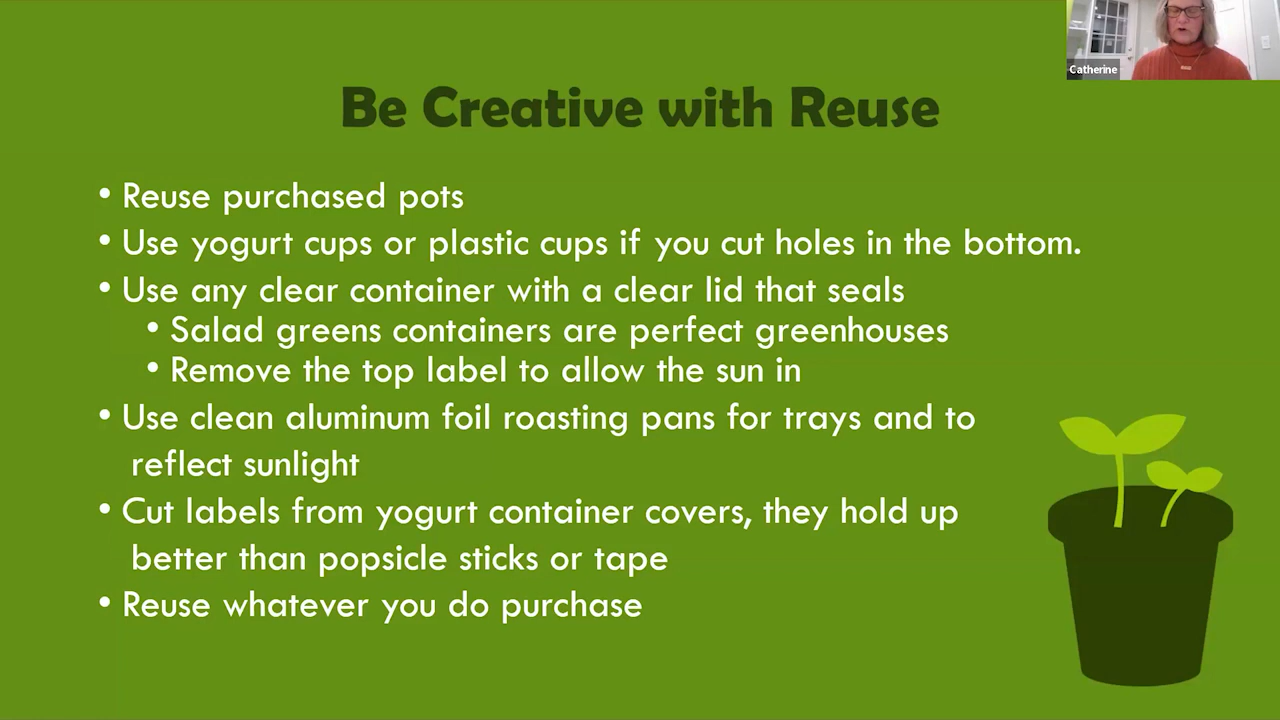 Catherine
Be Creative with Reuse
• Reuse purchased pots
• Use yogurt cups or plastic cups if you cut holes in the bottom.
• Use any clear container with a clear lid that seals
• Salad greens containers are perfect greenhouses
• Remove the top label to allow the sun in
• Use clean aluminum foil roasting pans for trays and to
reflect sunlight
• Cut labels from yogurt container covers, they hold up
better than popsicle sticks or tape
• Reuse whatever you do purchase